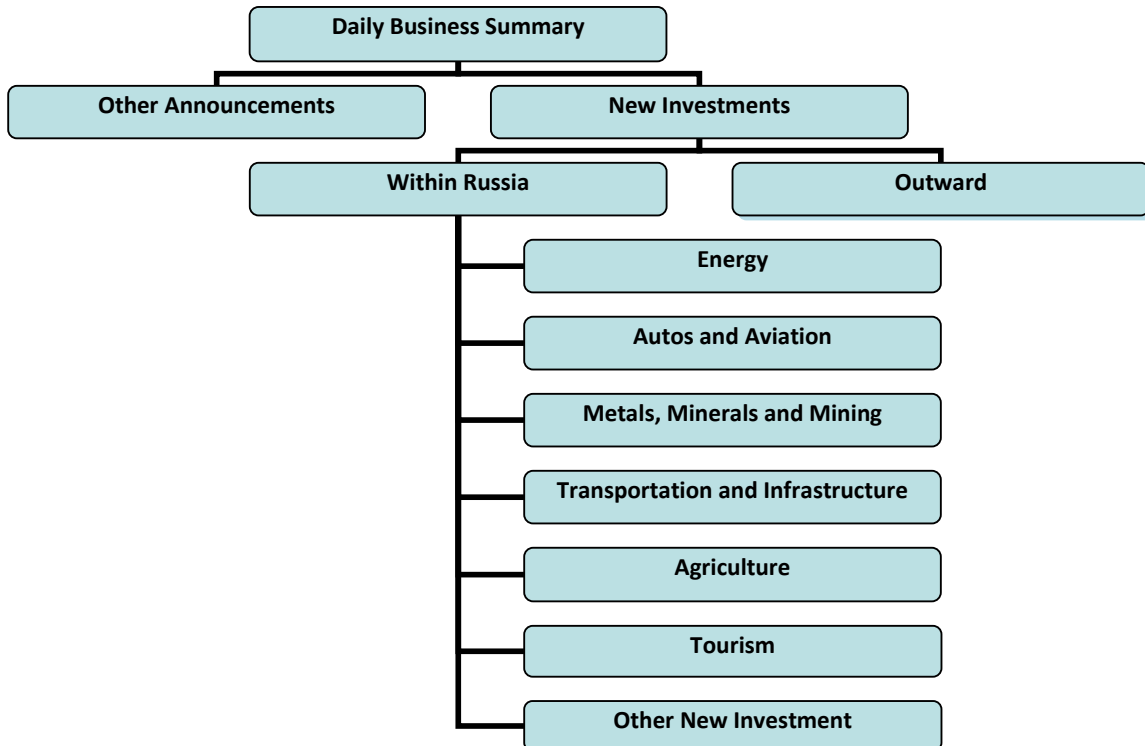 Daily Business Summary
Other Announcements
New Investments
Within Russia
Outward
Energy
Autos and Aviation
Metals, Minerals and Mining
Transportation and Infrastructure
Agriculture
Tourism
Other New Investment